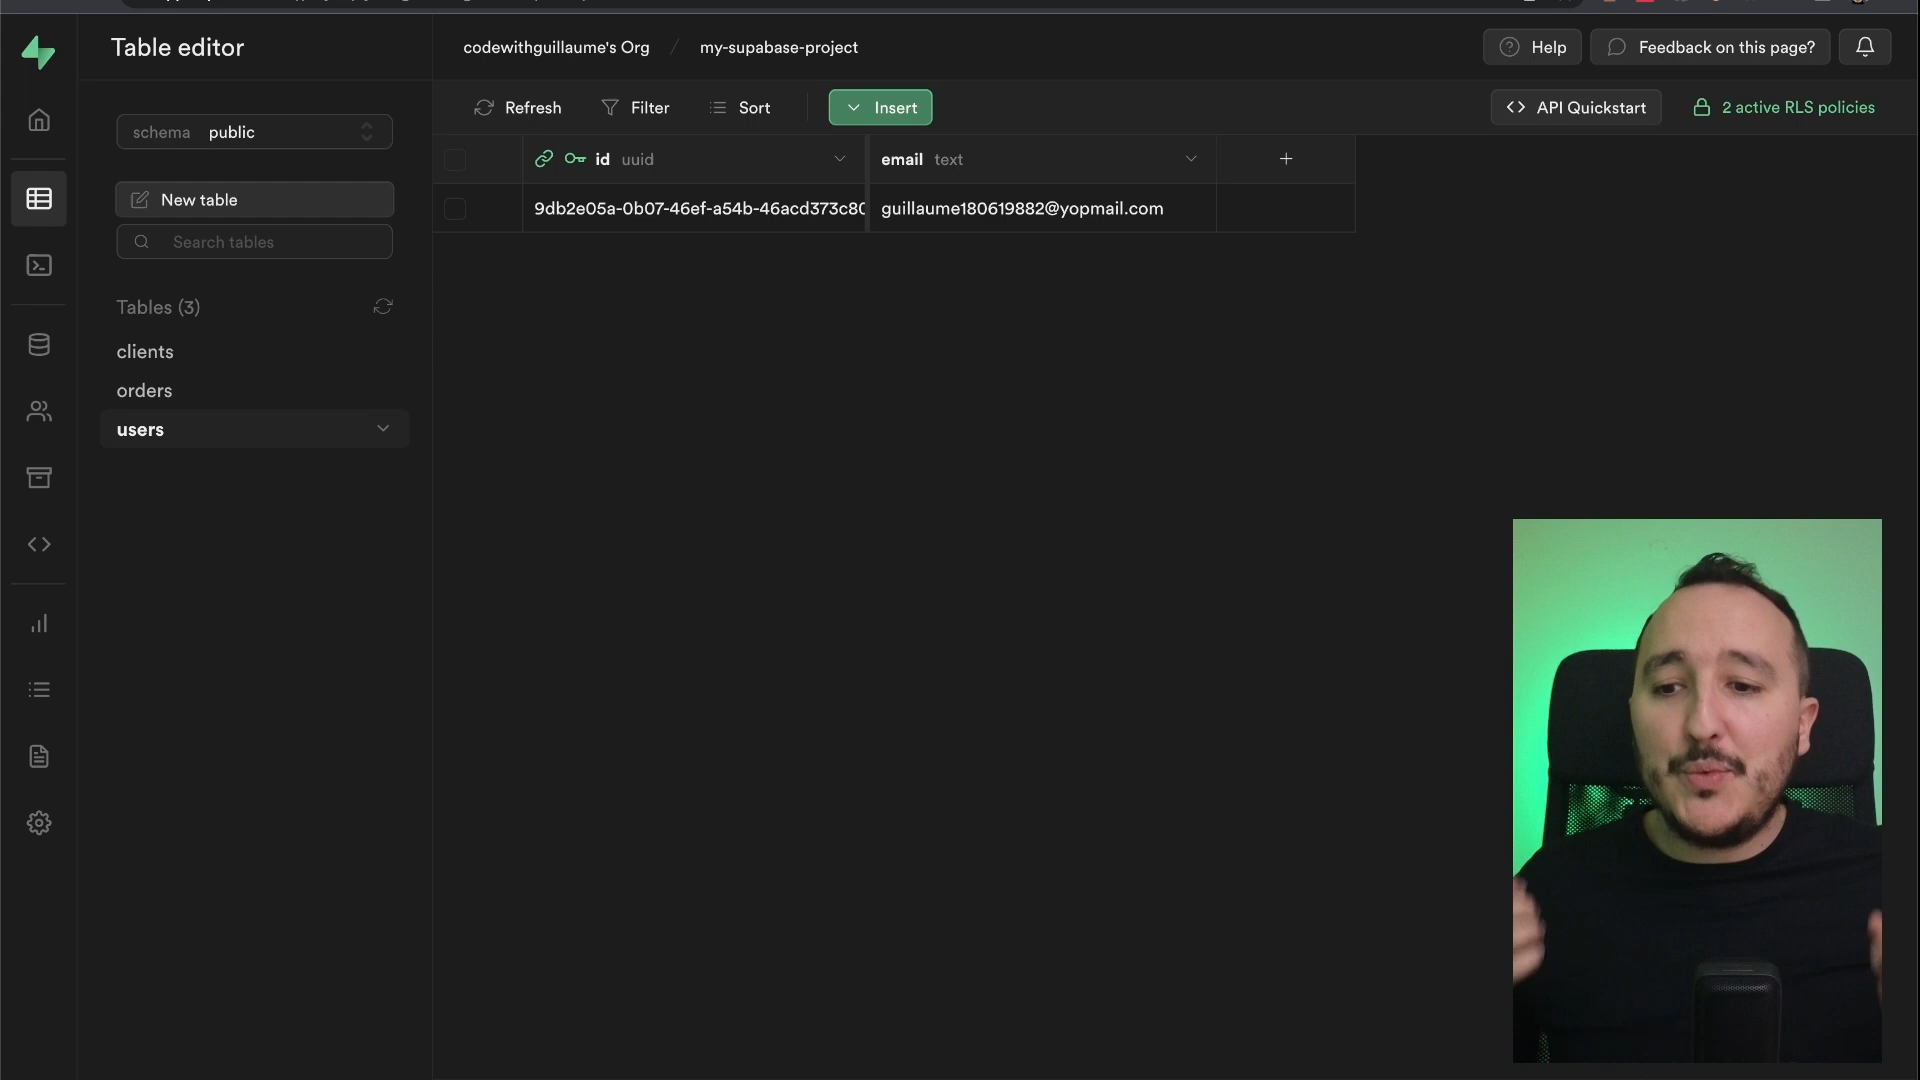 Table editor
codewithguillaume's Org / my-supabase-project
Help
Feedback on this page?
schema public
Refresh
Filter
Sort
Insert
<> API Quickstart
2 active RLS policies
id uuid
email text
+
9db2e05a-0b07-46ef-a54b-46acd373c80
guillaume180619882@yopmail.com
New table
Search tables
Tables (3)
clients
orders
users